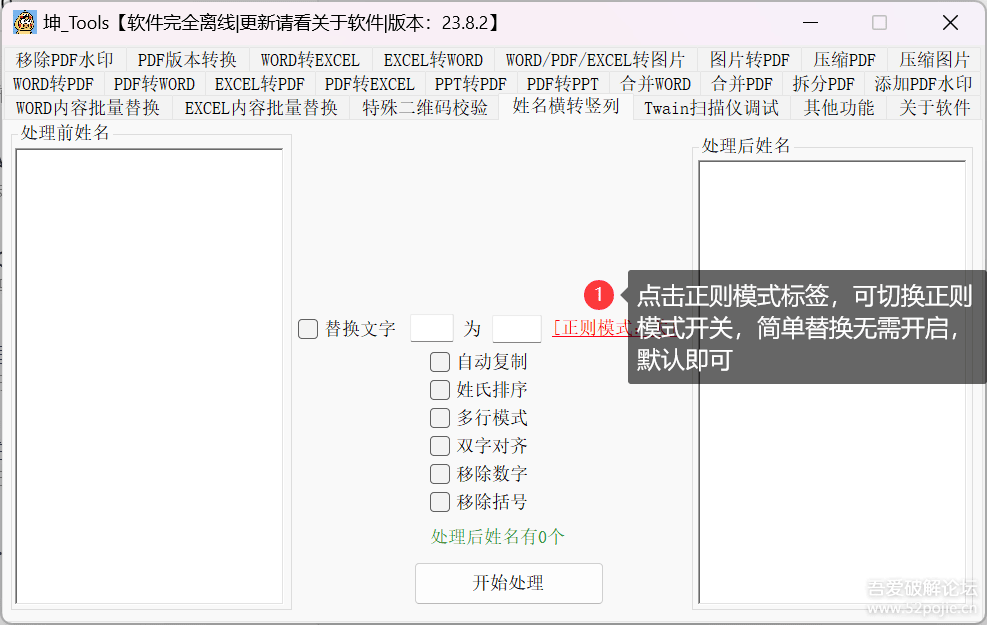 坤_Tools【软件完全离线|更新请看关于软件|版本：23.8.2】
移除PDF水印 PDF版本转换 WORD转EXCEL EXCEL转WORD WORD/PDF/EXCEL转图片 图片转PDF 压缩PDF 压缩图片
WORD转PDF PDF转WORD EXCEL转PDF PDF转EXCEL PPT转PDF PDF转PPT 合并WORD 合并PDF 拆分PDF 添加PDF水印
WORD内容批量替换 EXCEL内容批量替换 特殊二维码校验 姓名横转竖列 Twain扫描仪调试 其他功能 关于软件
处理前姓名
处理后姓名
1
点击正则模式标签，可切换正则
模式开关，简单替换无需开启，
默认即可
替换文字 为 [正则模式
自动复制
姓氏排序
多行模式
双字对齐
移除数字
移除括号
处理后姓名有0个
开始处理
吾爱破解论坛
www.52pojie.cn